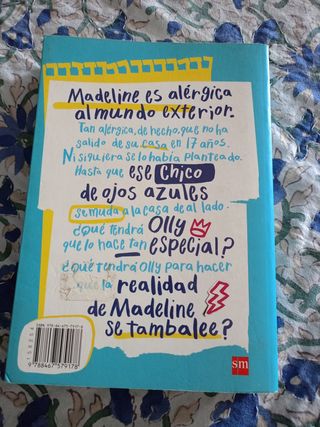 Madeline es alérgica
al mundo exterior.
Tan alérgica, de hecho, que no ha
salido de su casa en 17 años.
Ni siquiera se lo había planteado.
Hasta que ese chico
de ojos azules
se muda a la casa de al lado.
¿Qué tendrá Olly
que lo hace tan especial?
¿Qué tendrá Olly para hacer
que la realidad
de Madeline
se tambalee?
9 788467 579178
sm